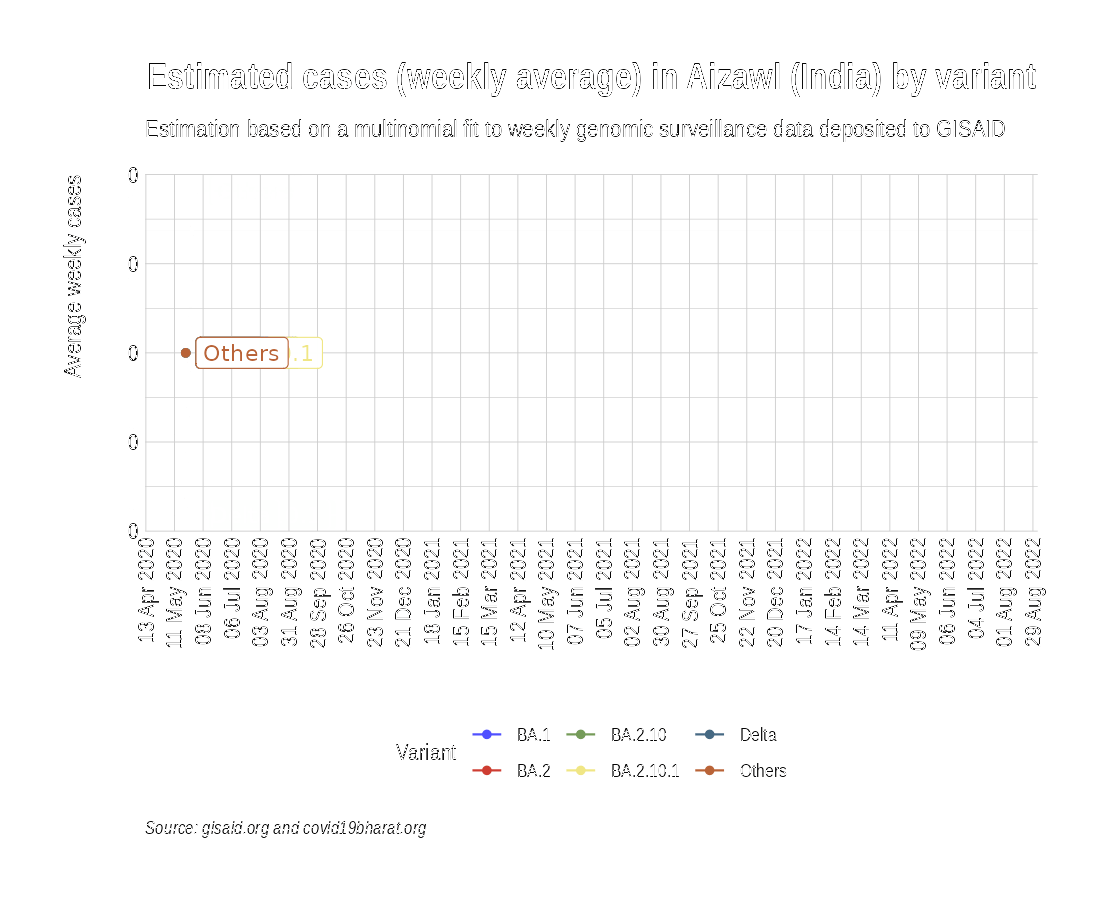 Estimated cases (weekly average) in Aizawl (India) by variant
Estimation based on a multinomial fit to weekly genomic surveillance data deposited to GISAID
Average weekly cases
0
0
0
0
0
Others
.1
13 Apr 2020
11 May 2020
08 Jun 2020
06 Jul 2020
03 Aug 2020
31 Aug 2020
28 Sep 2020
26 Oct 2020
23 Nov 2020
21 Dec 2020
18 Jan 2021
15 Feb 2021
15 Mar 2021
12 Apr 2021
10 May 2021
07 Jun 2021
05 Jul 2021
02 Aug 2021
30 Aug 2021
27 Sep 2021
25 Oct 2021
22 Nov 2021
20 Dec 2021
17 Jan 2022
14 Feb 2022
14 Mar 2022
11 Apr 2022
09 May 2022
06 Jun 2022
04 Jul 2022
01 Aug 2022
29 Aug 2022
Variant
BA.1
BA.2.10
Delta
BA.2
BA.2.10.1
Others
Source: gisaid.org and covid19bharat.org